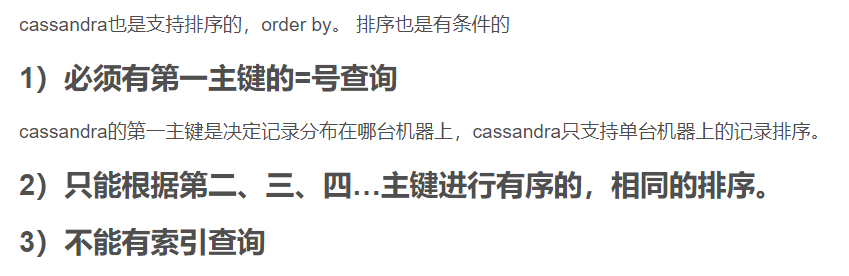 cassandra也是支持排序的，order by。 排序也是有条件的
1）必须有第一主键的=号查询
cassandra的第一主键是决定记录分布在哪台机器上，cassandra只支持单台机器上的记录排序。
2）只能根据第二、三、四…主键进行有序的，相同的排序。
3）不能有索引查询